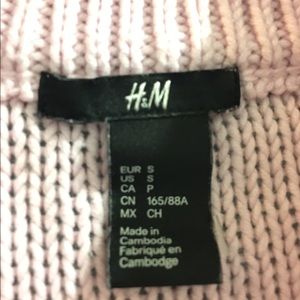 H&M
EUR S
US S
CA P
CN 165/88A
MX CH
Made in
Cambodia
Fabriqué en
Cambodge